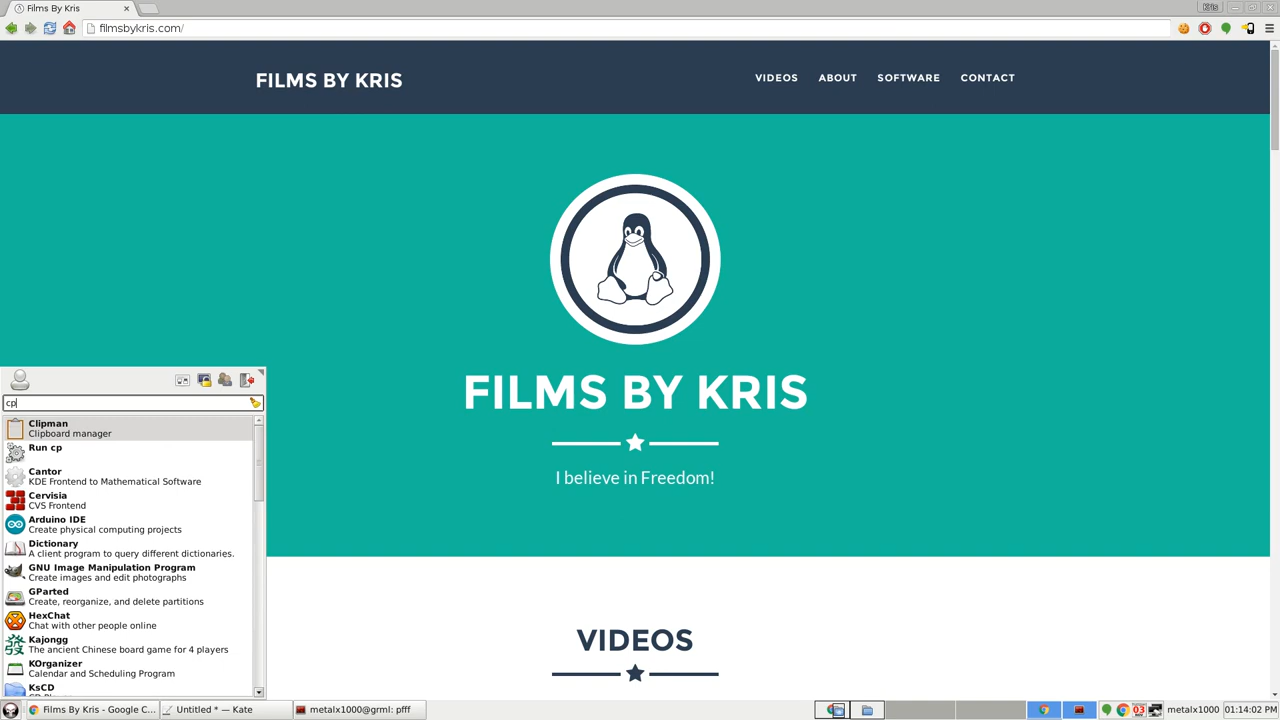 Films By Kris
Kris
filmsbykris.com/
FILMS BY KRIS
VIDEOS
ABOUT
SOFTWARE
CONTACT
FILMS BY KRIS
I believe in Freedom!
VIDEOS
cp
Clipman
Clipboard manager
Run cp
Cantor
KDE Frontend to Mathematical Software
Cervisia
CVS Frontend
Arduino IDE
Create physical computing projects
Dictionary
A client program to query different dictionaries.
GNU Image Manipulation Program
Create images and edit photographs
GParted
Create, reorganize, and delete partitions
HexChat
Chat with other people online
Kajongg
The ancient Chinese board game for 4 players
KOrganizer
Calendar and Scheduling Program
KsCD
Films By Kris - Google C...
Untitled * — Kate
metalx1000@grml: pfff
metalx1000
01:14:02 PM